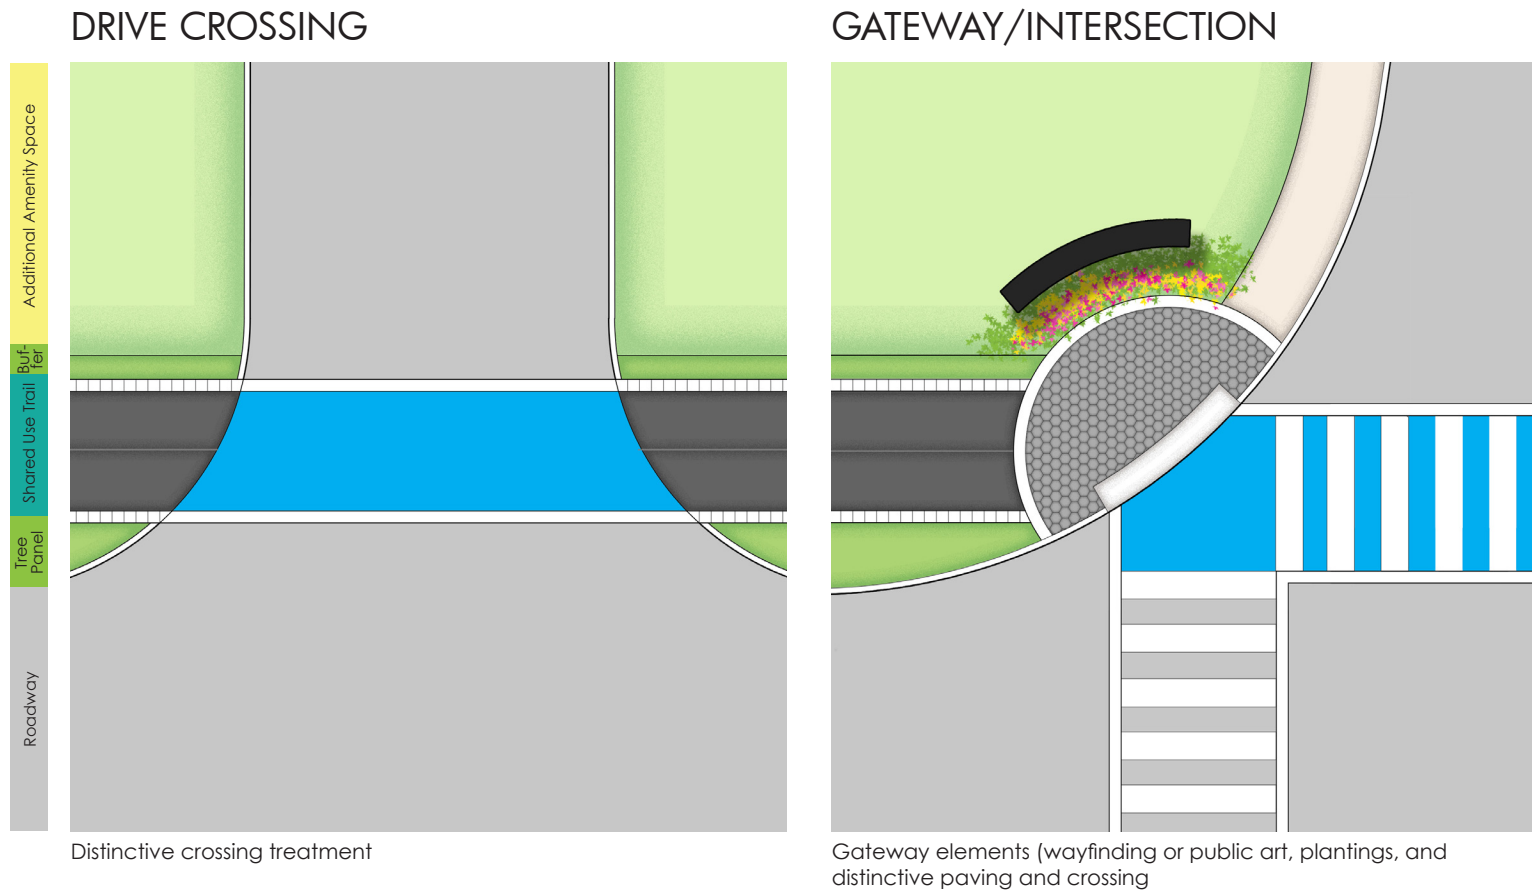 DRIVE CROSSING
GATEWAY/INTERSECTION
Additional Amenity Space
Buf-
fer
Shared Use Trail
Tree
Panel
Roadway
Distinctive crossing treatment
Gateway elements (wayfinding or public art, plantings, and
distinctive paving and crossing